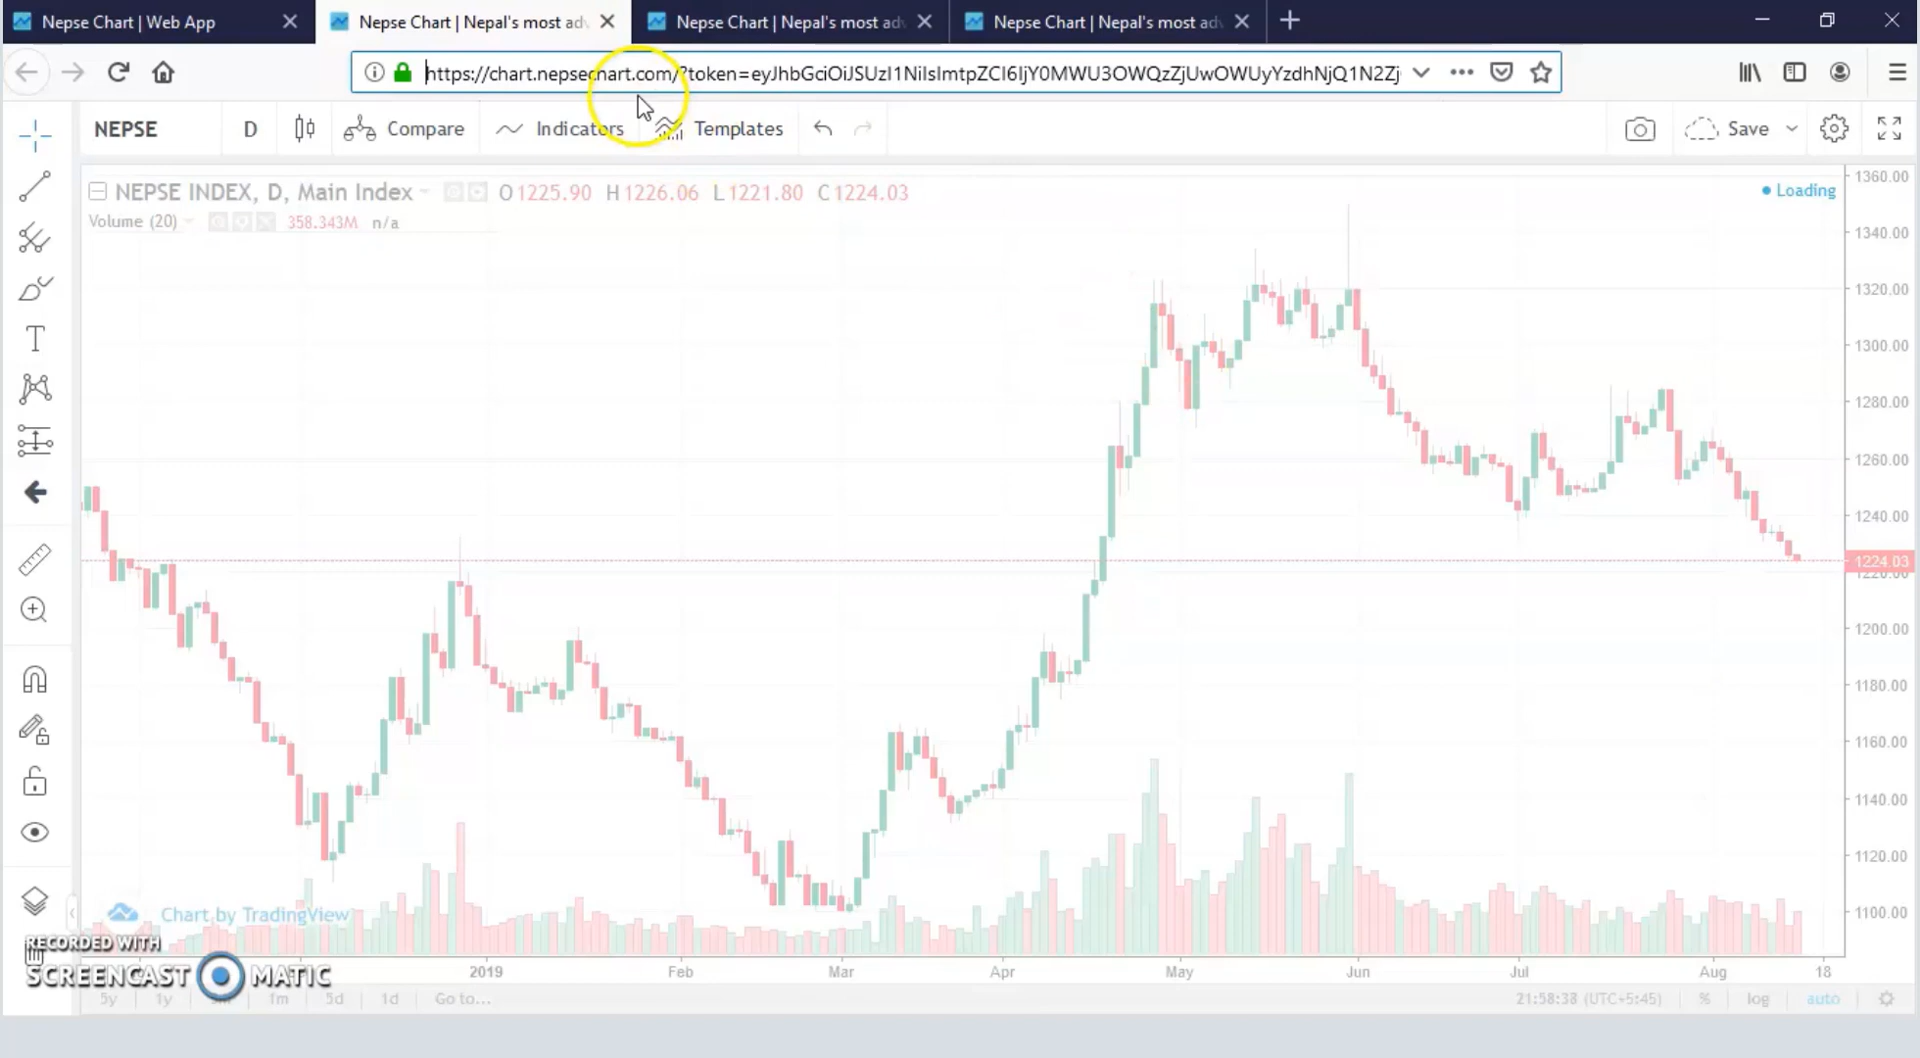 Nepse Chart | Web App
Nepse Chart | Nepal's most adv
Nepse Chart | Nepal's most adv
Nepse Chart | Nepal's most adv
https://chart.nepsechart.com/?token=eyJhbGciOiJSUzI1NiIsImtpZCI6IjY0MWU3OWQzZjUwOWUyYzdhNjQ1N2Zj
NEPSE D Compare Indicators Templates Save
NEPSE INDEX, D, Main Index O1225.90 H1226.06 L1221.80 C1224.03
Loading
Volume (20) 358.343M n/a
1360.00
1340.00
1320.00
1300.00
1280.00
1260.00
1240.00
1224.03
1220.00
1200.00
1180.00
1160.00
1140.00
1120.00
1100.00
Chart by TradingView
RECORDED WITH
SCREENCAST MATIC
2019 Feb Mar Apr May Jun Jul Aug 18
5y 1y 1m 5d 1d Go to... 21:58:38 (UTC+5:45) % log auto